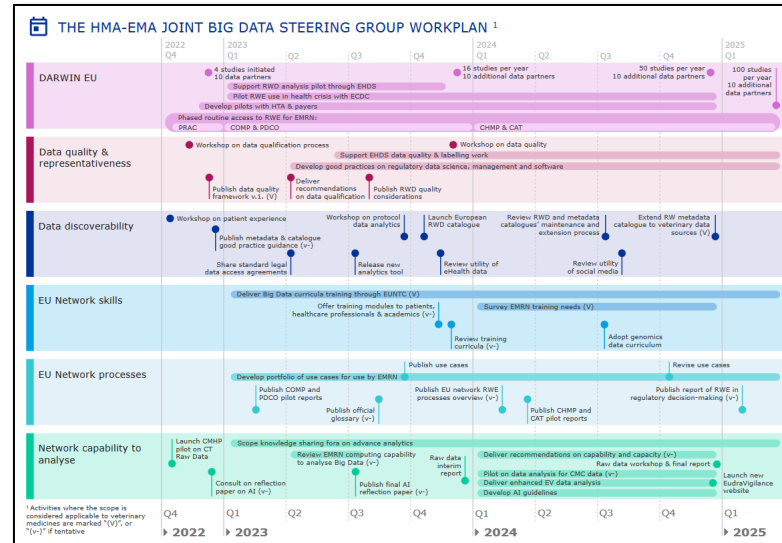 THE HMA-EMA JOINT BIG DATA STEERING GROUP WORKPLAN 1
2022 2023 2024 2025
Q4 Q1 Q2 Q3 Q4 Q1 Q2 Q3 Q4 Q1
DARWIN EU
4 studies initiated
10 data partners
16 studies per year
10 additional data partners
50 studies per year
10 additional data partners
100 studies
per year
10 additional
data partners
Support RWD analysis pilot through EHDS
Pilot RWE use in health crisis with ECDC
Develop pilots with HTA & payers
Phased routine access to RWE for EMRN:
PRAC
COMP & PDCO
CHMP & CAT
Data quality &
representativeness
Workshop on data qualification process
Workshop on data quality
Support EHDS data quality & labelling work
Develop good practices on regulatory data science, management and software
Publish data quality
framework v.1. (V)
Deliver
recommendations
on data qualification
Publish RWD quality
considerations
Data discoverability
Workshop on patient experience
Workshop on protocol
data analytics
Launch European
RWD catalogue
Review RWD and metadata
catalogues' maintenance and
extension process
Extend RW metadata
catalogue to veterinary data
sources (V)
Publish metadata & catalogue
good practice guidance (v-)
Share standard legal
data access agreements
Release new
analytics tool
Review utility of
eHealth data
Review utility
of social media
EU Network skills
Deliver Big Data curricula training through EUNTC (V)
Offer training modules to patients,
healthcare professionals & academics (v-)
Survey EMRN training needs (V)
Review training
curricula (v-)
Adopt genomics
data curriculum
EU Network processes
Publish use cases
Revise use cases
Develop portfolio of use cases for use by EMRN
Publish COMP and
PDCO pilot reports
Publish official
glossary (v-)
Publish EU network RWE
processes overview (v-)
Publish CHMP and
CAT pilot reports
Publish report of RWE in
regulatory decision-making (v-)
Network capability to
analyse
Launch CMHP
pilot on CT
Raw Data
Scope knowledge sharing fora on advance analytics
Review EMRN computing capability
to analyse Big Data (v-)
Consult on reflection
paper on AI (v-)
Publish final AI
reflection paper (v-)
Raw data
interim
report
Deliver recommendations on capability and capacity (v-)
Raw data workshop & final report
Pilot on data analysis for CMC data (v-)
Deliver enhanced EV data analysis
Develop AI guidelines
Launch new
EudraVigilance
website
1 Activities where the scope is
considered applicable to veterinary
medicines are marked "(V)", or
"(v-)" if tentative
Q4 Q1 Q2 Q3 Q4 Q1 Q2 Q3 Q4 Q1
2022 2023 2024 2025